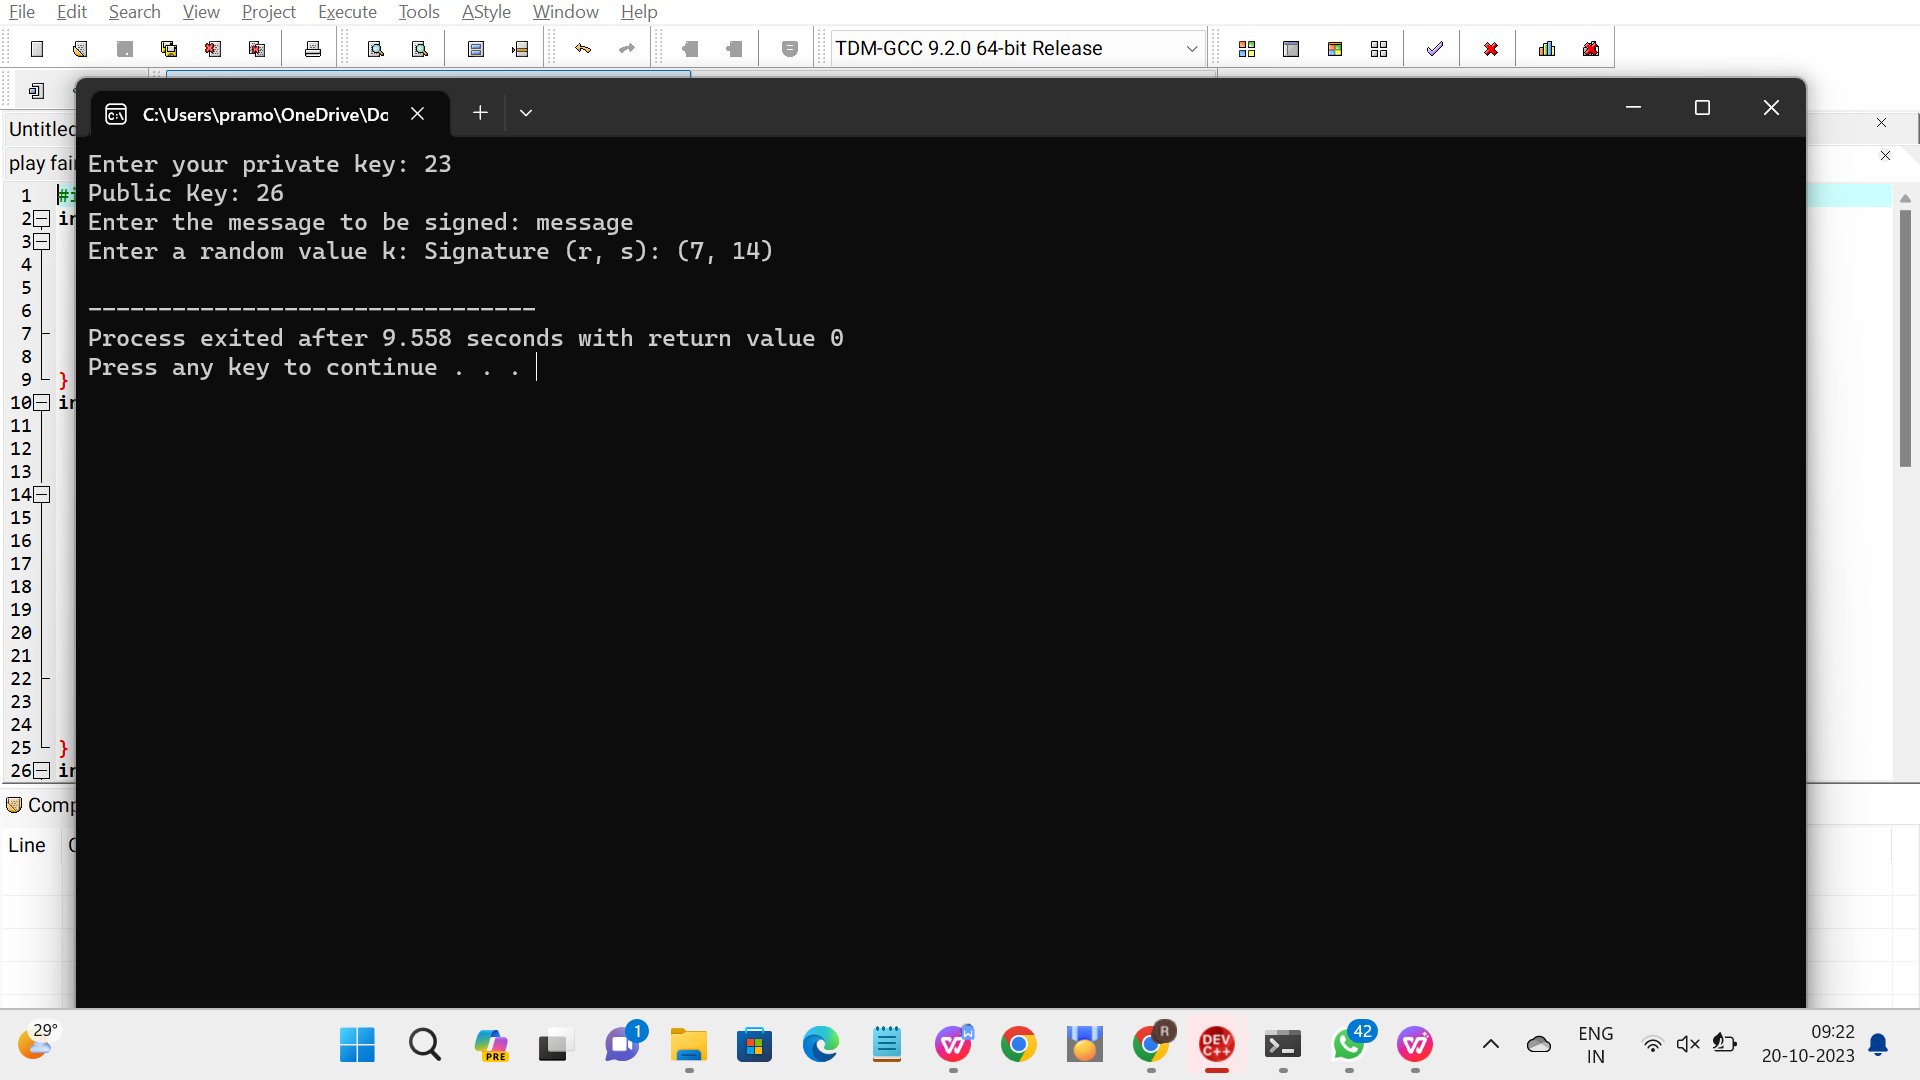 File Edit Search View Project Execute Tools AStyle Window Help
TDM-GCC 9.2.0 64-bit Release
C:\Users\pramo\OneDrive\Do
Untitled
play fai
Enter your private key: 23
Public Key: 26
Enter the message to be signed: message
Enter a random value k: Signature (r, s): (7, 14)
--------------------------------
Process exited after 9.558 seconds with return value 0
Press any key to continue . . .
1 #i
2 in
3
4
5
6
7
8
9 }
10 in
11
12
13
14
15
16
17
18
19
20
21
22
23
24
25 }
26 in
Comp
Line
29°
PRE
1
R
DEV
C++
42
ENG
IN
09:22
20-10-2023